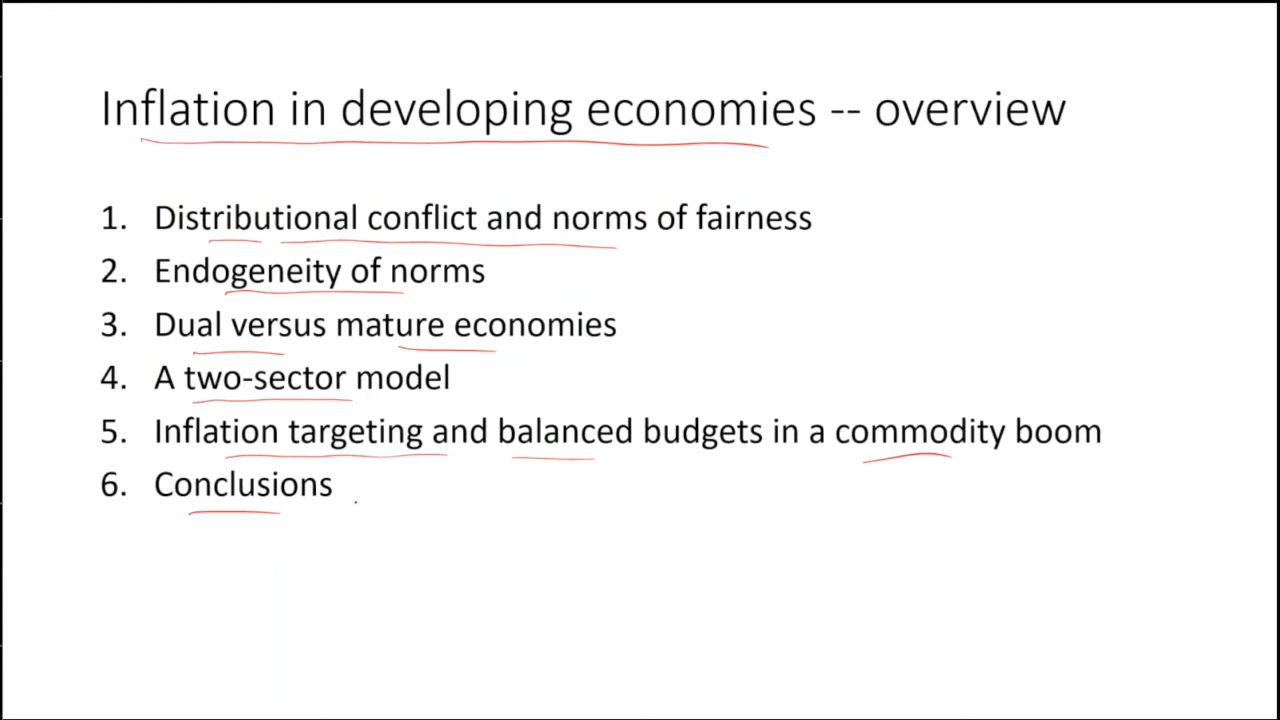 Inflation in developing economies -- overview
1. Distributional conflict and norms of fairness
2. Endogeneity of norms
3. Dual versus mature economies
4. A two-sector model
5. Inflation targeting and balanced budgets in a commodity boom
6. Conclusions